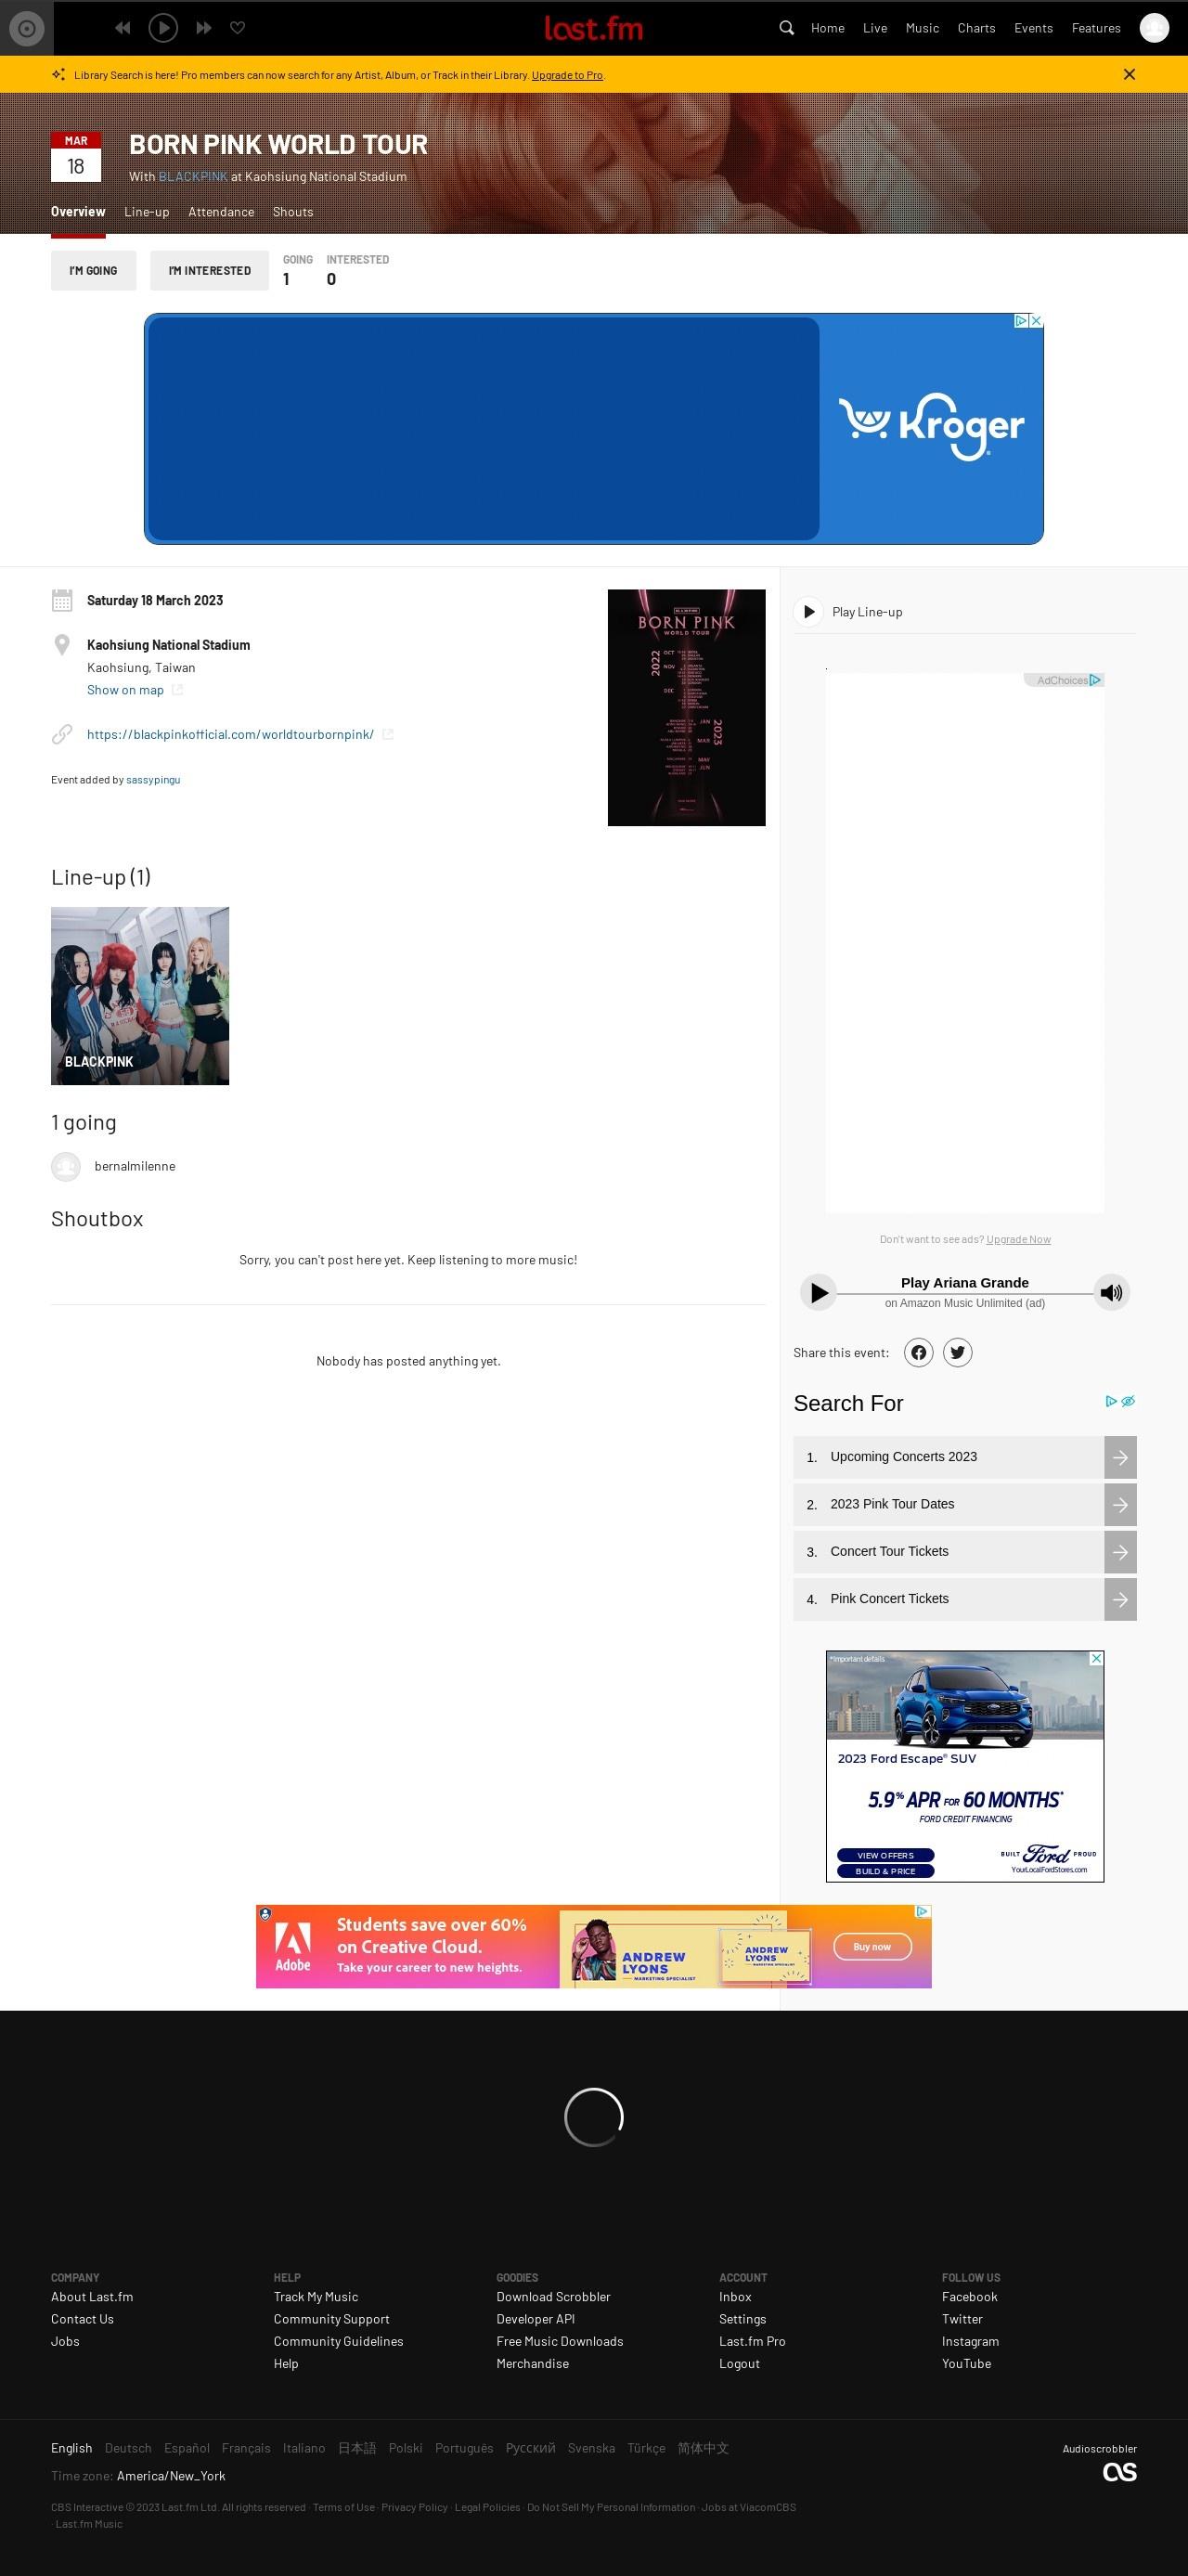 last.fm
Home Live Music Charts Events Features
Library Search is here! Pro members can now search for any Artist, Album, or Track in their Library. Upgrade to Pro.
MAR
18
BORN PINK WORLD TOUR
With BLACKPINK at Kaohsiung National Stadium
Overview Line-up Attendance Shouts
I'M GOING
I'M INTERESTED
GOING
1
INTERESTED
0
Kroger
Saturday 18 March 2023
Kaohsiung National Stadium
Kaohsiung, Taiwan
Show on map
https://blackpinkofficial.com/worldtourbornpink/
Event added by sassypingu
BORN PINK
WORLD TOUR
2022
OCT
NOV
DEC
2023
JAN
MAR
MAY
JUN
Line-up (1)
BLACKPINK
1 going
bernalmilenne
Shoutbox
Sorry, you can't post here yet. Keep listening to more music!
Nobody has posted anything yet.
Play Line-up
.
AdChoices
Don't want to see ads? Upgrade Now
Play Ariana Grande
on Amazon Music Unlimited (ad)
Share this event:
Search For
1. Upcoming Concerts 2023
2. 2023 Pink Tour Dates
3. Concert Tour Tickets
4. Pink Concert Tickets
*Important details
2023 Ford Escape® SUV
5.9% APR FOR 60 MONTHS*
FORD CREDIT FINANCING
VIEW OFFERS
BUILD & PRICE
BUILT Ford PROUD
YourLocalFordStores.com
Adobe
Students save over 60%
on Creative Cloud.
Take your career to new heights.
ANDREW
LYONS
MARKETING SPECIALIST
ANDREW
LYONS
MARKETING SPECIALIST
Buy now
COMPANY
About Last.fm
Contact Us
Jobs
HELP
Track My Music
Community Support
Community Guidelines
Help
GOODIES
Download Scrobbler
Developer API
Free Music Downloads
Merchandise
ACCOUNT
Inbox
Settings
Last.fm Pro
Logout
FOLLOW US
Facebook
Twitter
Instagram
YouTube
English Deutsch Español Français Italiano 日本語 Polski Português Русский Svenska Türkçe 简体中文
Time zone: America/New_York
CBS Interactive © 2023 Last.fm Ltd. All rights reserved · Terms of Use · Privacy Policy · Legal Policies · Do Not Sell My Personal Information · Jobs at ViacomCBS
· Last.fm Music
Audioscrobbler
as